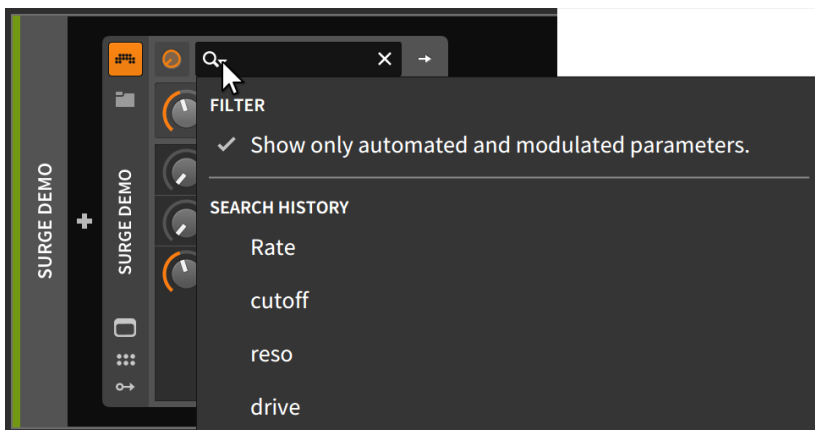 SURGE DEMO
SURGE DEMO
FILTER
Show only automated and modulated parameters.
SEARCH HISTORY
Rate
cutoff
reso
drive